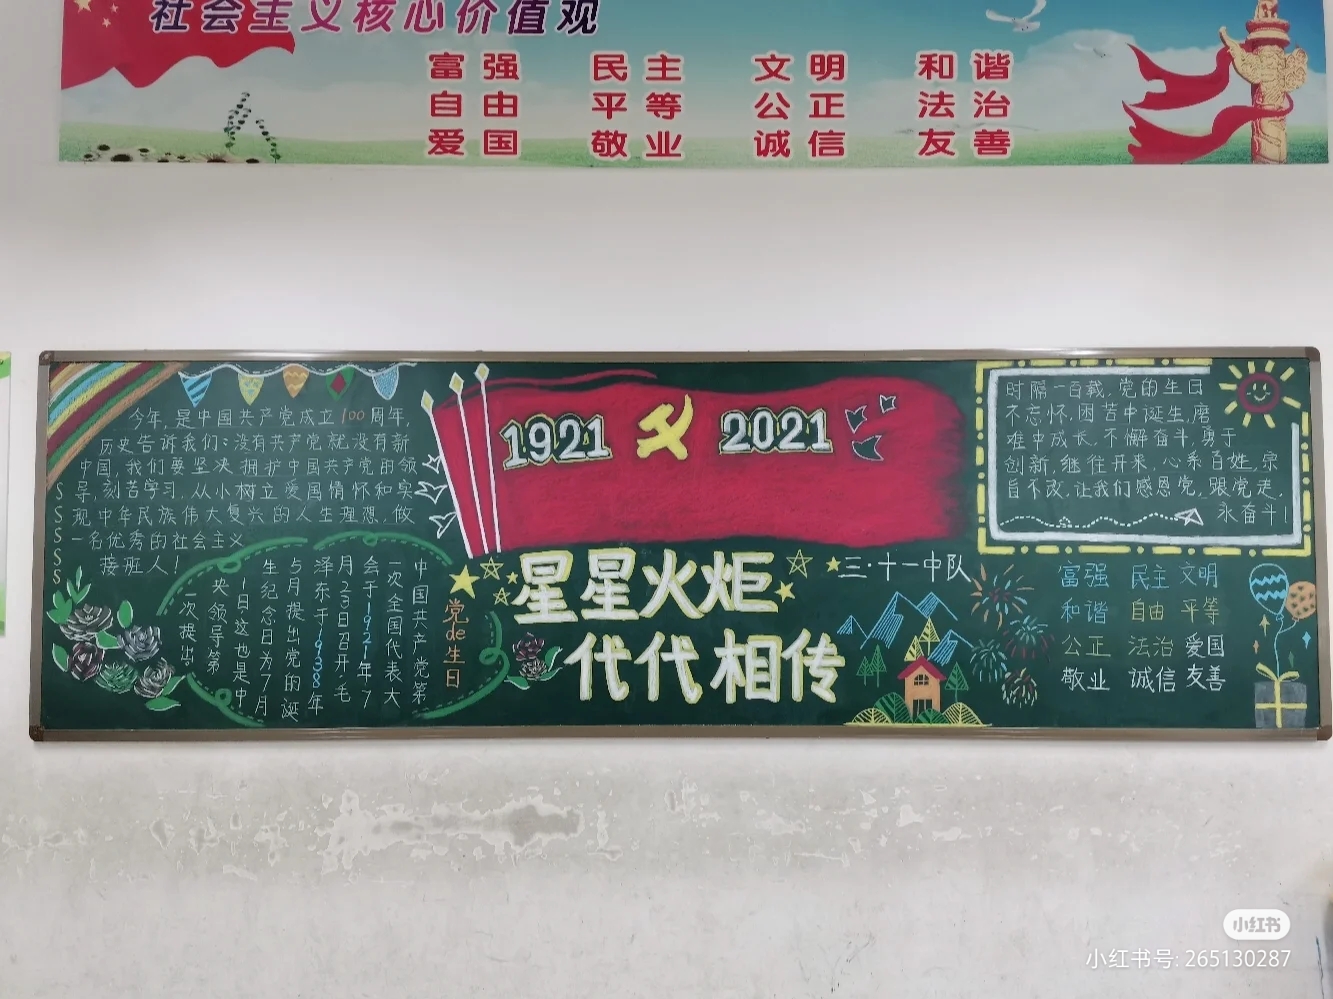 社会主义核心价值观
富强 民主 文明 和谐
自由 平等 公正 法治
爱国 敬业 诚信 友善
今年,是中国共产党成立100周年,
历史告诉我们:没有共产党就没有新
中国,我们要坚决拥护中国共产党的领
导,刻苦学习,从小树立爱国情怀和实
现中华民族伟大复兴的人生理想,做
一名优秀的社会主义
接班人!
党de生日
中国共产党第
一次全国代表大
会于1921年7
月23日召开,毛
泽东于1938年
5月提出党的诞
生纪念日为7月
1日这也是中
央领导第
一次提出
1921 2021
星星火炬
代代相传
三·十一中队
时隔一百载,党的生日
不忘怀,困苦中诞生,磨
难中成长,不懈奋斗,勇于
创新,继往开来,心系百姓,宗
旨不改,让我们感恩党,跟党走,
永奋斗!
富强 民主 文明
和谐 自由 平等
公正 法治 爱国
敬业 诚信 友善
小红书
小红书号: 265130287